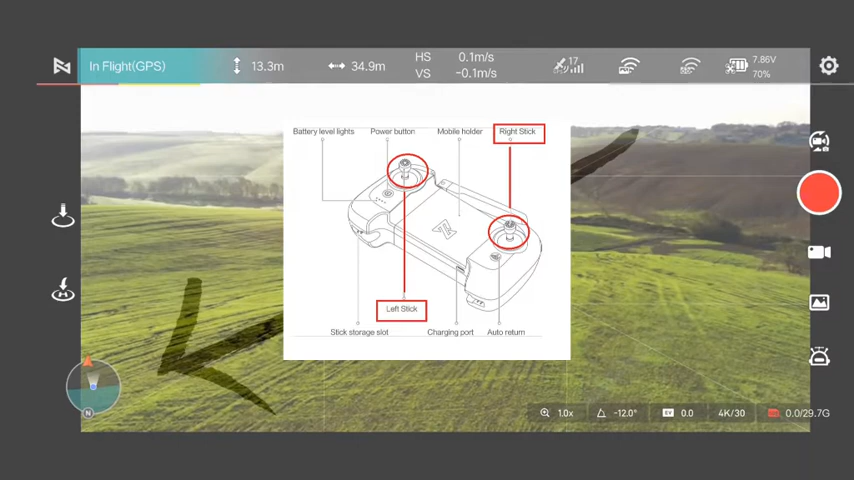 In Flight(GPS)
13.3m
34.9m
HS 0.1m/s
VS -0.1m/s
17
7.86V
70%
Battery level lights
Power button
Mobile holder
Right Stick
Left Stick
Stick storage slot
Charging port
Auto return
H
N
1.0x
-12.0°
EV 0.0
4K/30
0.0/29.7G